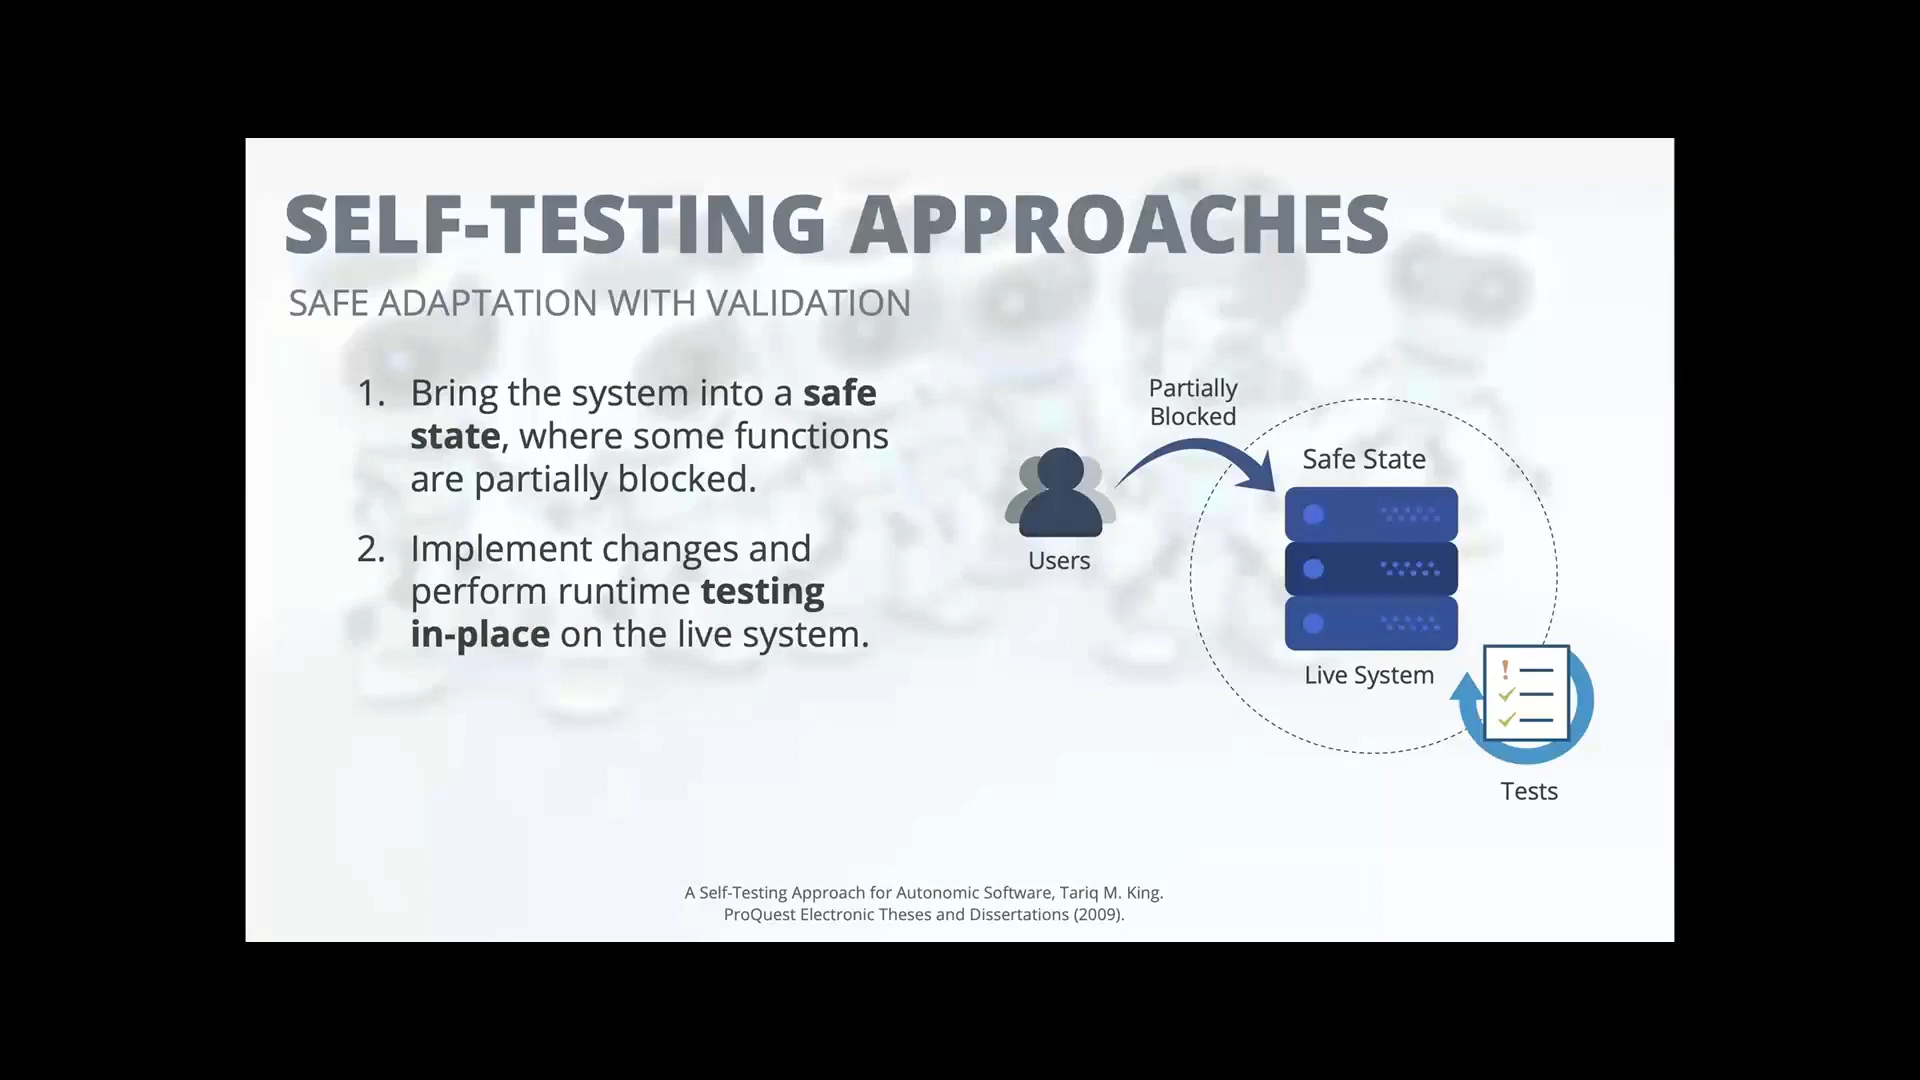 SELF-TESTING APPROACHES
SAFE ADAPTATION WITH VALIDATION
1. Bring the system into a safe
state, where some functions
are partially blocked.
2. Implement changes and
perform runtime testing
in-place on the live system.
Partially
Blocked
Users
Safe State
Live System
Tests
A Self-Testing Approach for Autonomic Software, Tariq M. King.
ProQuest Electronic Theses and Dissertations (2009).